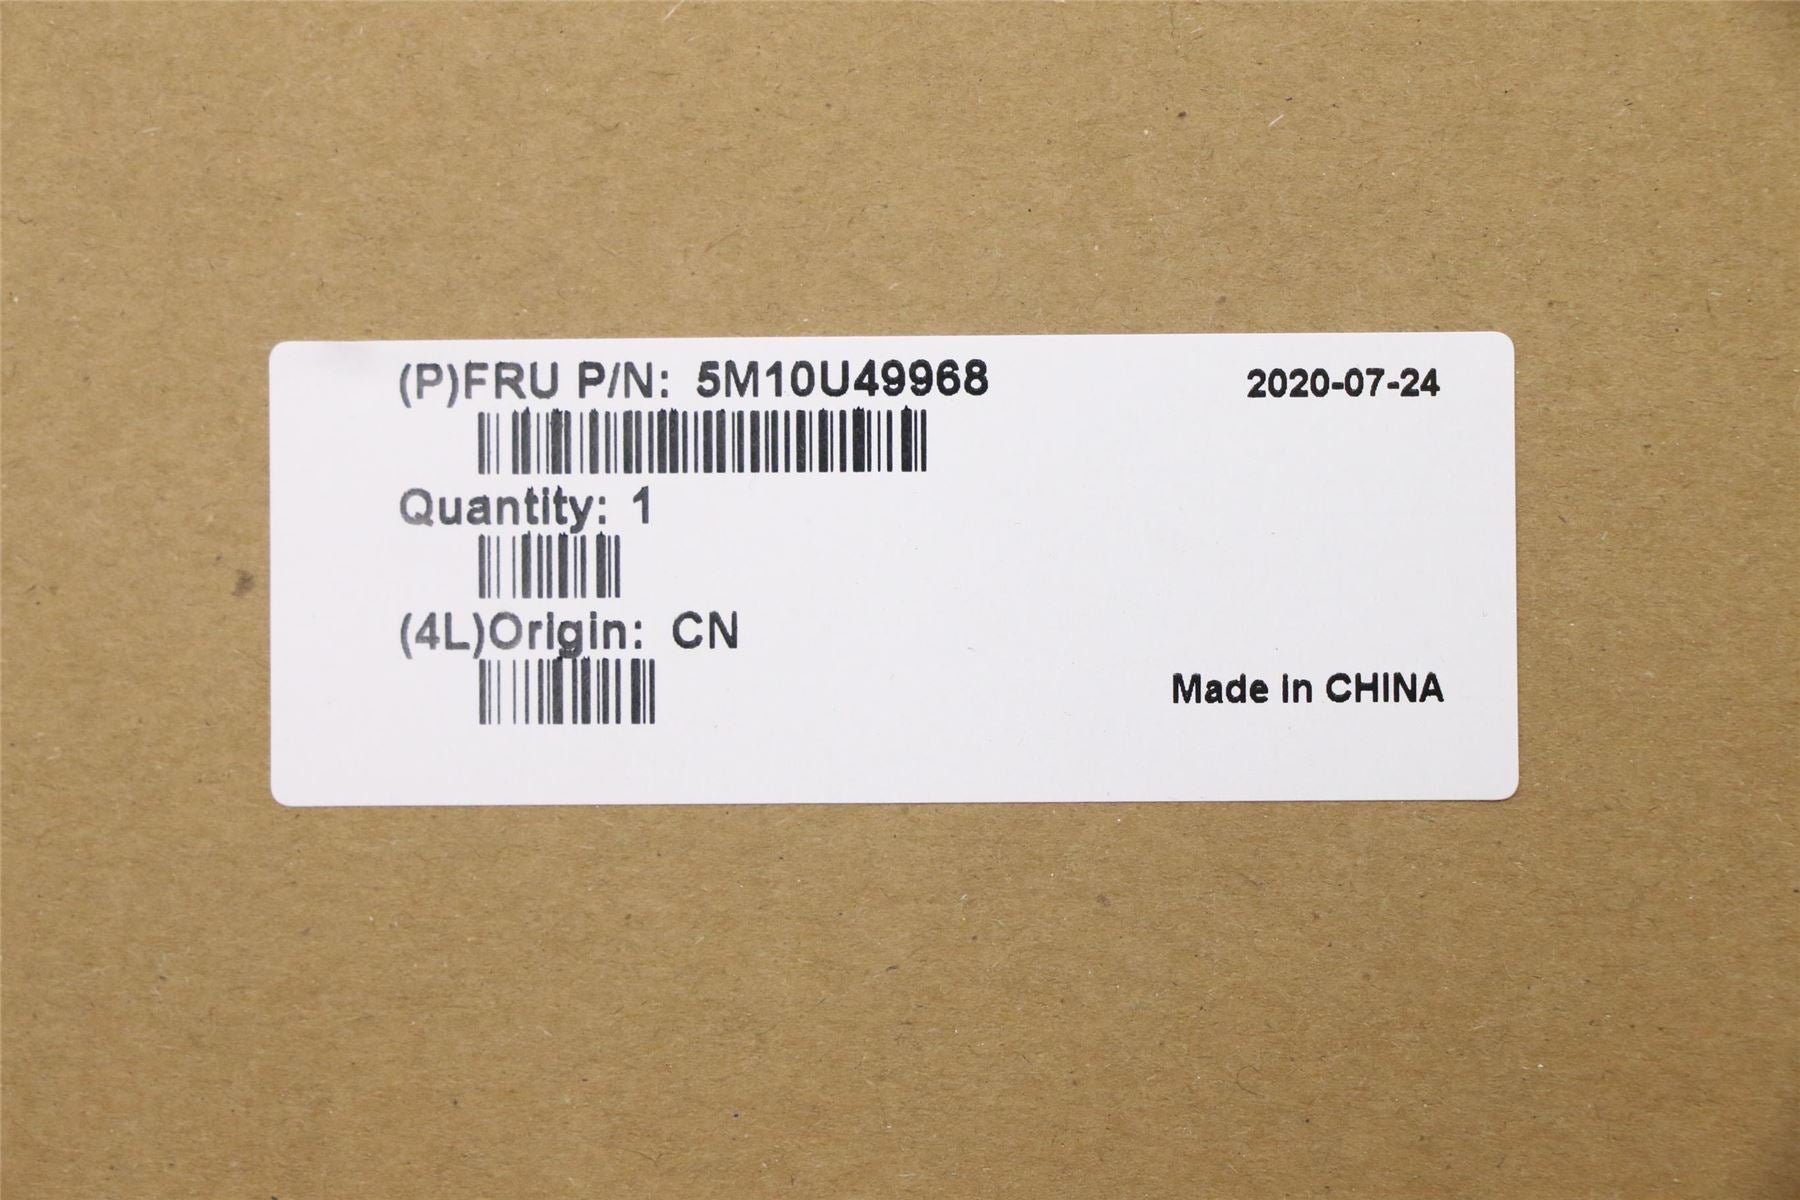 (P)FRU P/N: 5M10U49968
2020-07-24
Quantity: 1
(4L)Origin: CN
Made in CHINA